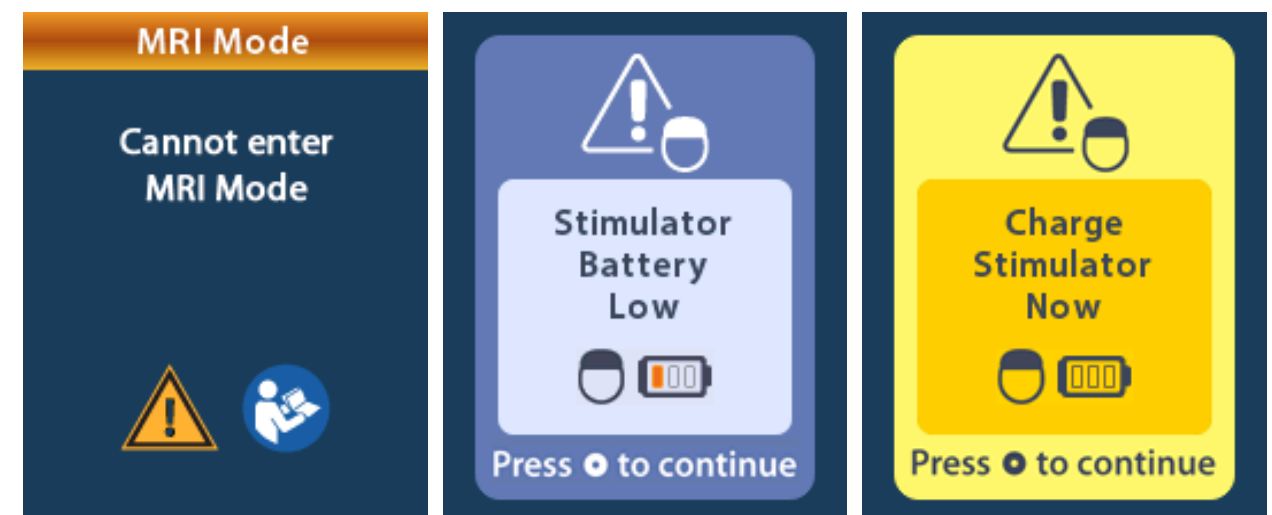 MRI Mode
Cannot enter
MRI Mode
Stimulator
Battery
Low
Press to continue
Charge
Stimulator
Now
Press to continue